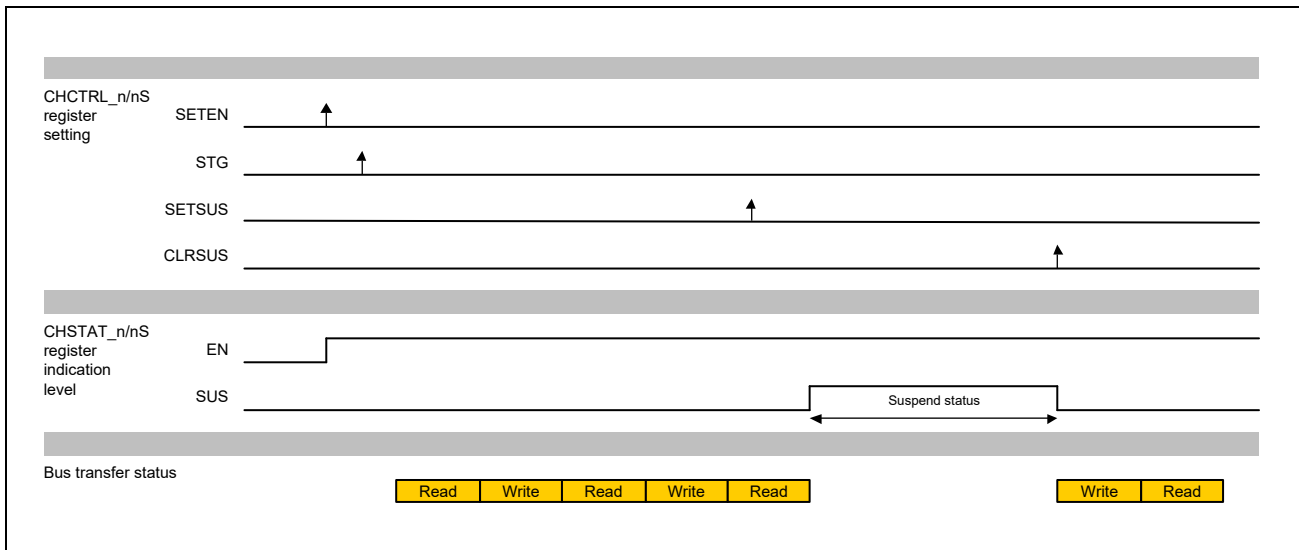 CHCTRL_n/nS
register
setting
SETEN
STG
SETSUS
CLRSUS
CHSTAT_n/nS
register
indication
level
EN
SUS
Suspend status
Bus transfer status
Read Write Read Write Read Write Read